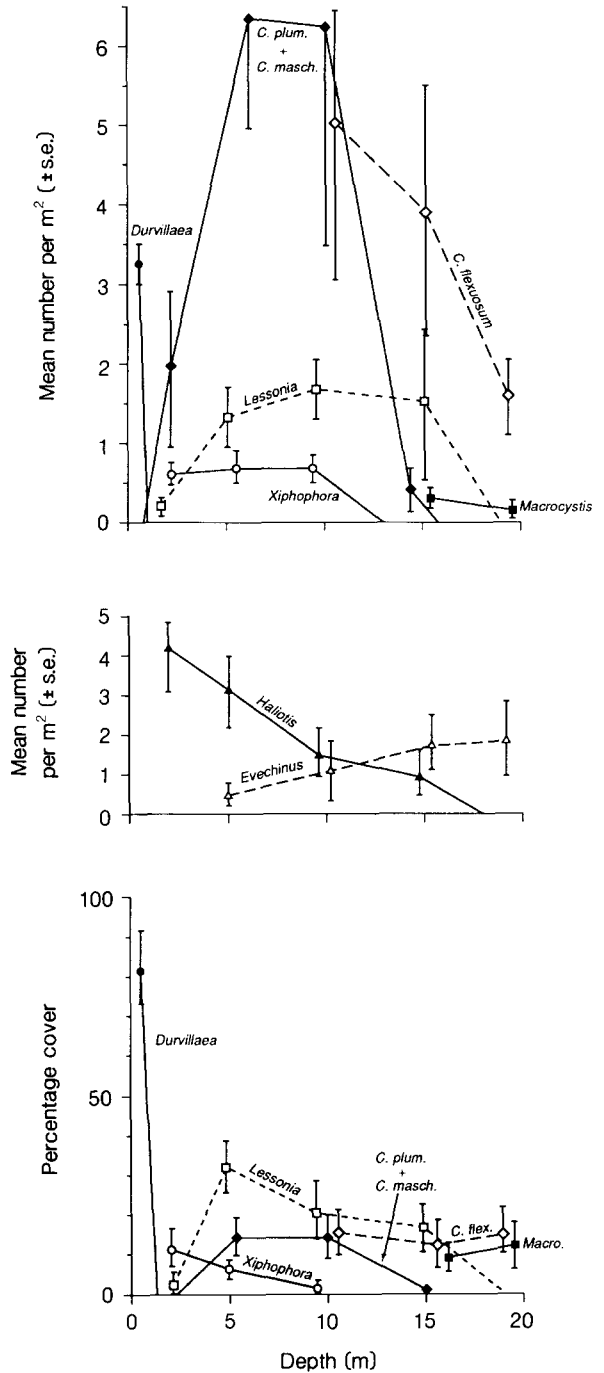 6
5
4
3
2
1
0
Mean number per m² (± s.e.)
Durvillaea
C. plum.
+
C. masch.
C. flexuosum
Lessonia
Xiphophora
Macrocystis
5
4
3
2
1
0
Mean number
per m² (± s.e.)
Haliotis
Evechinus
100
50
0
Percentage cover
Durvillaea
Lessonia
Xiphophora
C. plum.
+
C. masch.
C. flex.
Macro.
0 5 10 15 20
Depth (m)